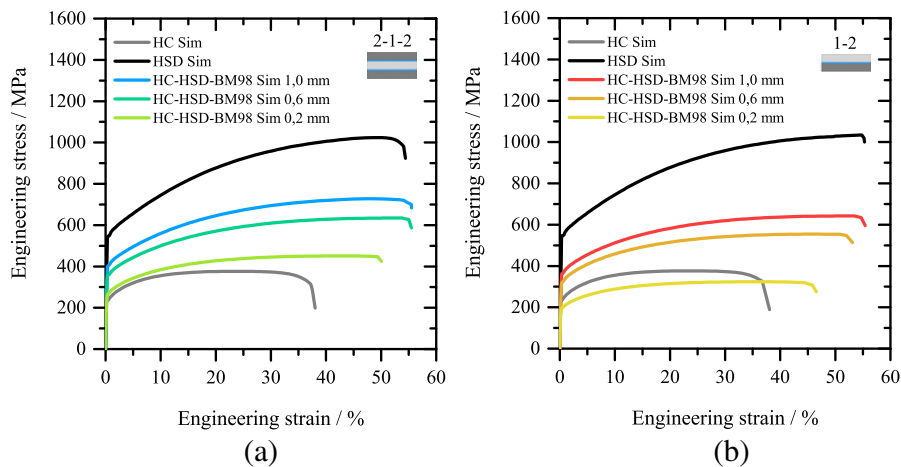 (a)
1600
1400
1200
1000
800
600
400
200
0
Engineering stress / MPa
HC Sim
HSD Sim
HC-HSD-BM98 Sim 1,0 mm
HC-HSD-BM98 Sim 0,6 mm
HC-HSD-BM98 Sim 0,2 mm
2-1-2
0 10 20 30 40 50 60
Engineering strain / %
(a)
(b)
1600
1400
1200
1000
800
600
400
200
0
Engineering stress / MPa
HC Sim
HSD Sim
HC-HSD-BM98 Sim 1,0 mm
HC-HSD-BM98 Sim 0,6 mm
HC-HSD-BM98 Sim 0,2 mm
1-2
0 10 20 30 40 50 60
Engineering strain / %
(b)